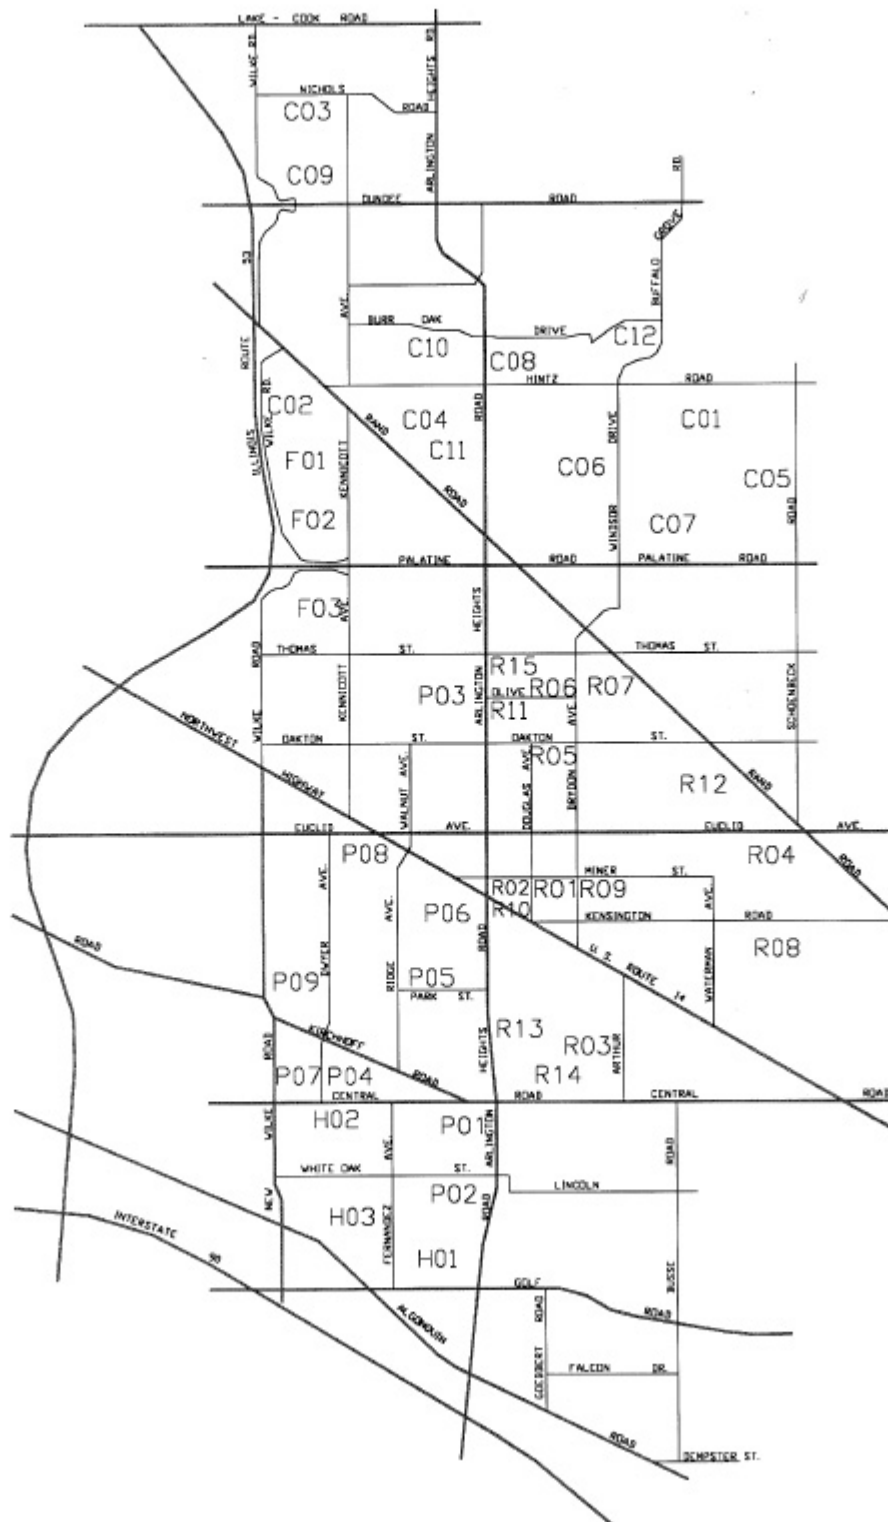 LAKE - COOK ROAD
WILKE RD.
HEIGHTS RD.
NICHOLS ROAD
C03
ARLINGTON
C09
RD.
DUNDEE ROAD
GROVE
53
BUFFALO
AVE.
BURR OAK DRIVE
C12
ROUTE
C10
C08
HINTZ ROAD
RD.
C02
C04
ROAD
C01
RAND
DRIVE
WILKE
C11
ILLINOIS
F01
KENNICOTT
C06
C05
ROAD
ROAD
F02
WINDSOR
C07
PALATINE ROAD PALATINE ROAD
F03
AVE.
HEIGHTS
THOMAS ST. THOMAS ST.
ROAD
R15
KENNICOTT
P03
ARLINGTON
OLIVE
R06
R07
SCHOENBECK
NORTHWEST
WILKE
R11
AVE.
OAKTON ST. OAKTON ST.
R05
HIGHWAY
WALNUT AVE.
DOUGLAS AVE.
DRYDON
R12
RAND
EUCLID AVE. EUCLID AVE.
P08
R04
ROAD
AVE.
MINER ST.
R02
R01
R09
AVE.
P06
R10
KENSINGTON ROAD
ROAD
AVE.
ROAD
U. S. ROUTE 14
R08
DWYER
RIDGE
WATERMAN
P09
P05
PARK ST.
KIRCHHOFF ROAD
ROAD
HEIGHTS
R13
R03
ARTHUR
P07
P04
R14
CENTRAL ROAD CENTRAL ROAD
H02
P01
WILKE
AVE.
ARLINGTON
ROAD
WHITE OAK ST.
LINCOLN
P02
NEW
H03
FERNANDEZ
ROAD
INTERSTATE 90
H01
BUSSE
GOLF ROAD
ALGONQUIN
ROAD
GOEBBERT
FALCON DR.
ROAD
DEMPSTER ST.